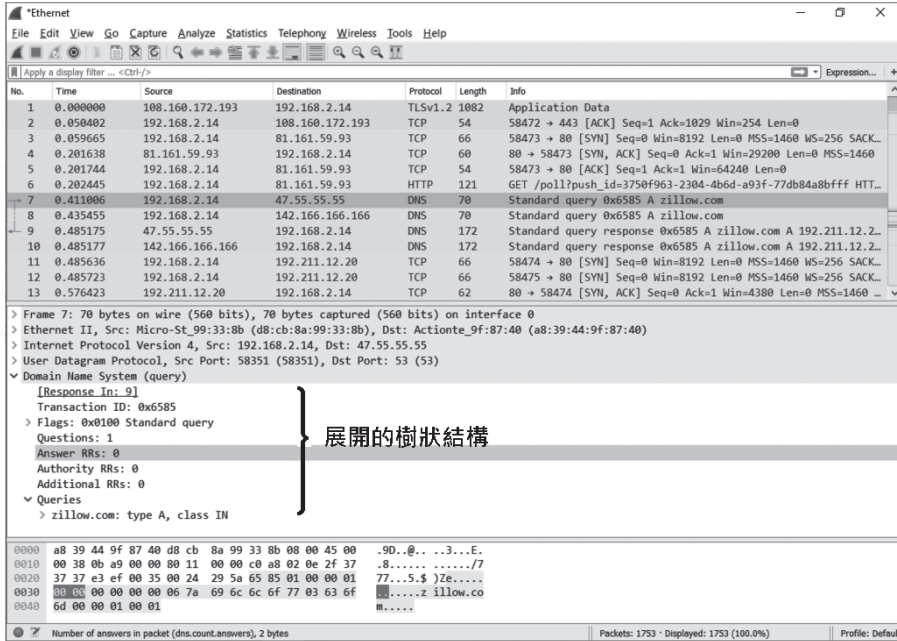 *Ethernet
File Edit View Go Capture Analyze Statistics Telephony Wireless Tools Help
Apply a display filter ... <Ctrl-/>
Expression... +
No. Time Source Destination Protocol Length Info
1 0.000000 108.160.172.193 192.168.2.14 TLSv1.2 1082 Application Data
2 0.050402 192.168.2.14 108.160.172.193 TCP 54 58472 → 443 [ACK] Seq=1 Ack=1029 Win=254 Len=0
3 0.059665 192.168.2.14 81.161.59.93 TCP 66 58473 → 80 [SYN] Seq=0 Win=8192 Len=0 MSS=1460 WS=256 SACK…
4 0.201638 81.161.59.93 192.168.2.14 TCP 60 80 → 58473 [SYN, ACK] Seq=0 Ack=1 Win=29200 Len=0 MSS=1460
5 0.201744 192.168.2.14 81.161.59.93 TCP 54 58473 → 80 [ACK] Seq=1 Ack=1 Win=64240 Len=0
6 0.202445 192.168.2.14 81.161.59.93 HTTP 121 GET /poll?push_id=3750f963-2304-4b6d-a93f-77db84a8bfff HTT…
7 0.411006 192.168.2.14 47.55.55.55 DNS 70 Standard query 0x6585 A zillow.com
8 0.435455 192.168.2.14 142.166.166.166 DNS 70 Standard query 0x6585 A zillow.com
9 0.485175 47.55.55.55 192.168.2.14 DNS 172 Standard query response 0x6585 A zillow.com A 192.211.12.2…
10 0.485177 142.166.166.166 192.168.2.14 DNS 172 Standard query response 0x6585 A zillow.com A 192.211.12.2…
11 0.485636 192.168.2.14 192.211.12.20 TCP 66 58474 → 80 [SYN] Seq=0 Win=8192 Len=0 MSS=1460 WS=256 SACK…
12 0.485723 192.168.2.14 192.211.12.20 TCP 66 58475 → 80 [SYN] Seq=0 Win=8192 Len=0 MSS=1460 WS=256 SACK…
13 0.576423 192.211.12.20 192.168.2.14 TCP 62 80 → 58474 [SYN, ACK] Seq=0 Ack=1 Win=4380 Len=0 MSS=1460 …
> Frame 7: 70 bytes on wire (560 bits), 70 bytes captured (560 bits) on interface 0
> Ethernet II, Src: Micro-St_99:33:8b (d8:cb:8a:99:33:8b), Dst: Actionte_9f:87:40 (a8:39:44:9f:87:40)
> Internet Protocol Version 4, Src: 192.168.2.14, Dst: 47.55.55.55
> User Datagram Protocol, Src Port: 58351 (58351), Dst Port: 53 (53)
Domain Name System (query)
[Response In: 9]
Transaction ID: 0x6585
> Flags: 0x0100 Standard query
Questions: 1
Answer RRs: 0
Authority RRs: 0
Additional RRs: 0
Queries
> zillow.com: type A, class IN
展開的樹狀結構
0000 a8 39 44 9f 87 40 d8 cb 8a 99 33 8b 08 00 45 00 .9D..@.. ..3...E.
0010 00 38 0b a9 00 00 80 11 00 00 c0 a8 02 0e 2f 37 .8...... ....../7
0020 37 37 e3 ef 00 35 00 24 29 5a 65 85 01 00 00 01 77...5.$ )Ze.....
0030 00 00 00 00 00 00 06 7a 69 6c 6c 6f 77 03 63 6f .......z illow.co
0040 6d 00 00 01 00 01 m.....
Number of answers in packet (dns.count.answers), 2 bytes
Packets: 1753 · Displayed: 1753 (100.0%)
Profile: Defaul